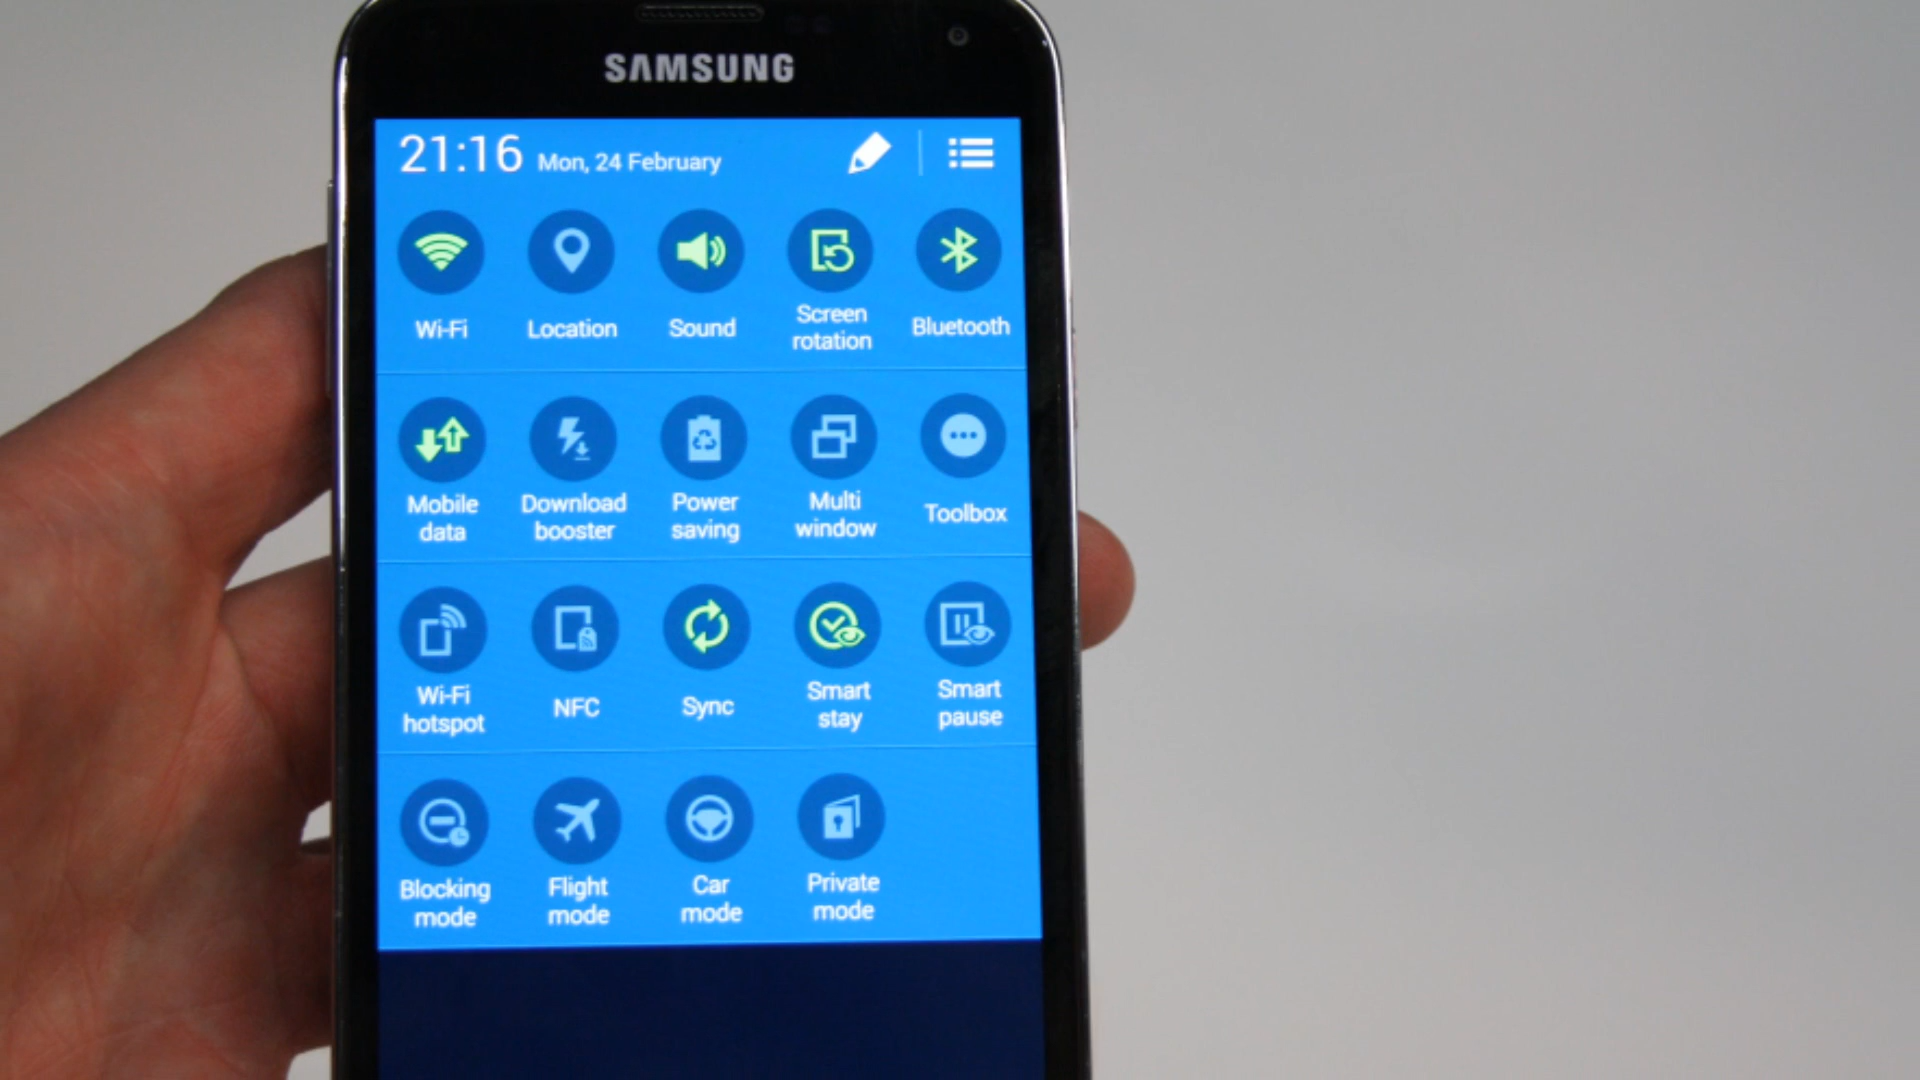 SAMSUNG
21:16 Mon, 24 February
Wi-Fi
Location
Sound
Screen
rotation
Bluetooth
Mobile
data
Download
booster
Power
saving
Multi
window
Toolbox
Wi-Fi
hotspot
NFC
Sync
Smart
stay
Smart
pause
Blocking
mode
Flight
mode
Car
mode
Private
mode